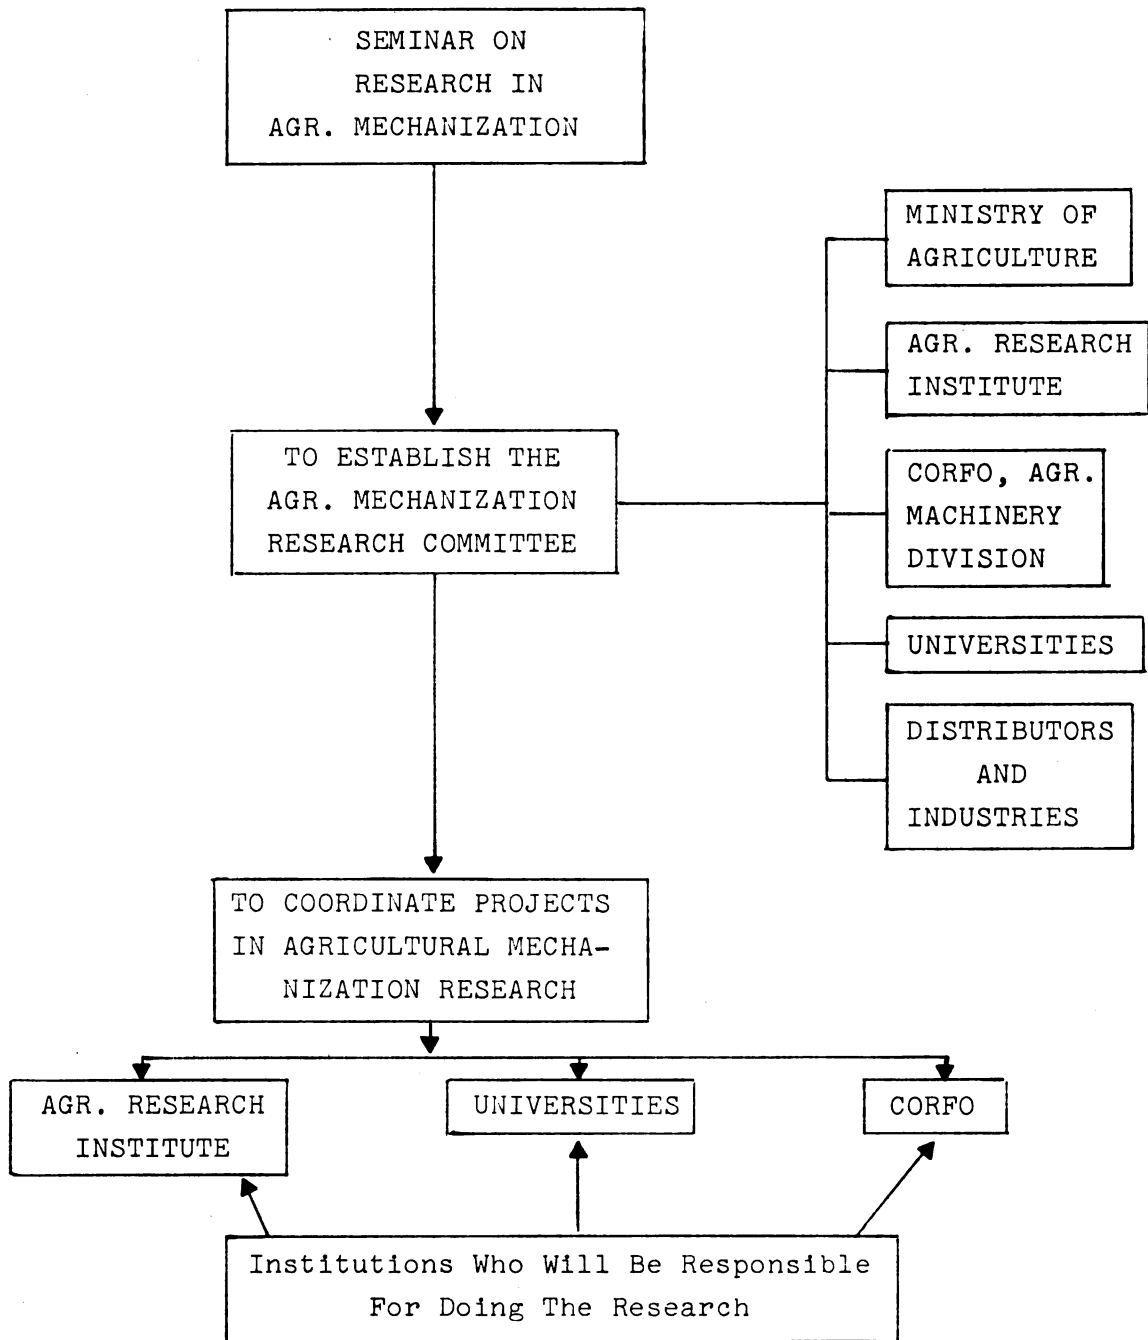 SEMINAR ON
RESEARCH IN
AGR. MECHANIZATION
MINISTRY OF
AGRICULTURE
AGR. RESEARCH
INSTITUTE
TO ESTABLISH THE
AGR. MECHANIZATION
RESEARCH COMMITTEE
CORFO, AGR.
MACHINERY
DIVISION
UNIVERSITIES
DISTRIBUTORS
AND
INDUSTRIES
TO COORDINATE PROJECTS
IN AGRICULTURAL MECHA-
NIZATION RESEARCH
AGR. RESEARCH
INSTITUTE
UNIVERSITIES
CORFO
Institutions Who Will Be Responsible
For Doing The Research